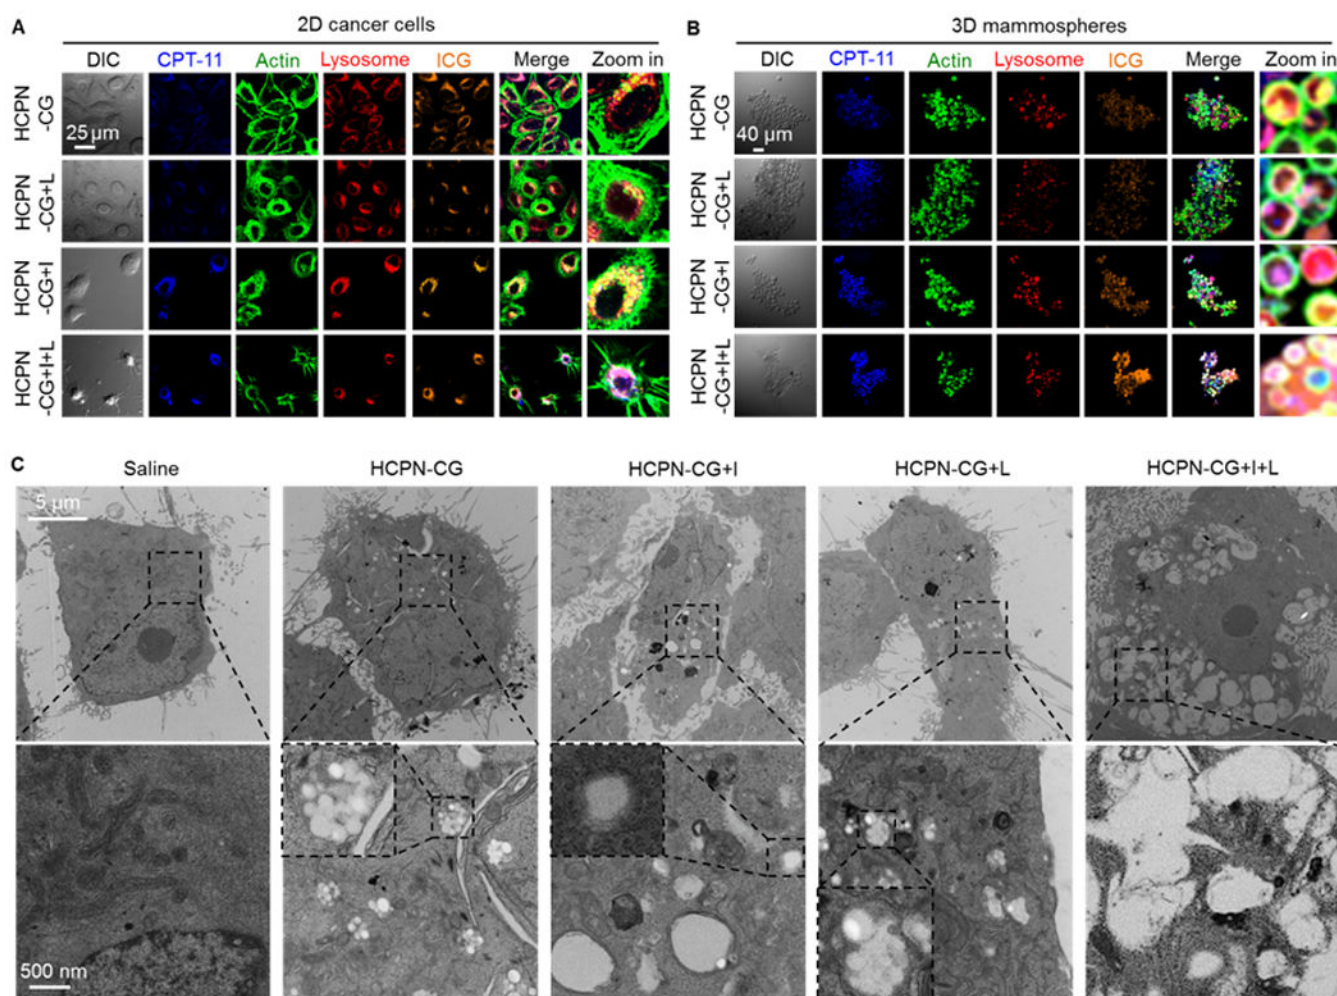 A
2D cancer cells
DIC CPT-11 Actin Lysosome ICG Merge Zoom in
HCPN
-CG
25 μm
HCPN
-CG+L
HCPN
-CG+I
HCPN
-CG+I+L
B
3D mammospheres
DIC CPT-11 Actin Lysosome ICG Merge Zoom in
HCPN
-CG
40 μm
HCPN
-CG+L
HCPN
-CG+I
HCPN
-CG+I+L
C
Saline HCPN-CG HCPN-CG+I HCPN-CG+L HCPN-CG+I+L
5 μm
500 nm